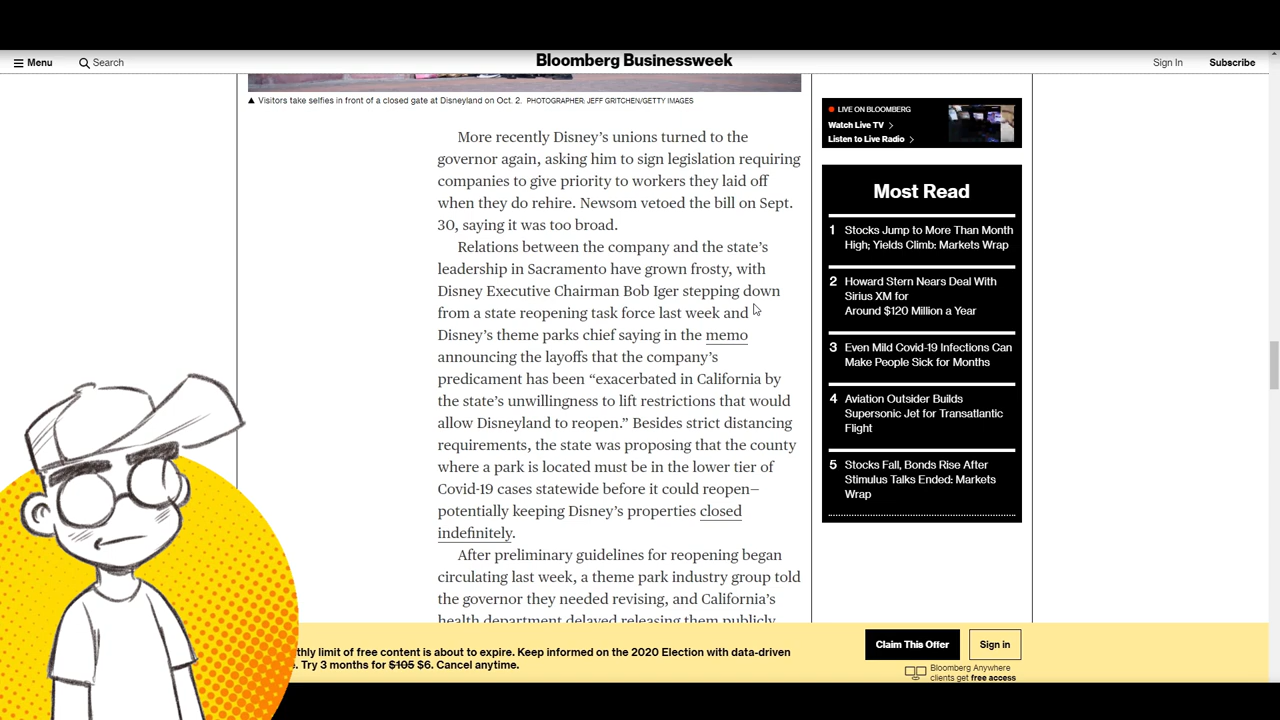 Menu
Search
Bloomberg Businessweek
Sign In
Subscribe
▲ Visitors take selfies in front of a closed gate at Disneyland on Oct. 2. PHOTOGRAPHER: JEFF GRITCHEN/GETTY IMAGES
More recently Disney’s unions turned to the
governor again, asking him to sign legislation requiring
companies to give priority to workers they laid off
when they do rehire. Newsom vetoed the bill on Sept.
30, saying it was too broad.
Relations between the company and the state’s
leadership in Sacramento have grown frosty, with
Disney Executive Chairman Bob Iger stepping down
from a state reopening task force last week and
Disney’s theme parks chief saying in the memo
announcing the layoffs that the company’s
predicament has been “exacerbated in California by
the state’s unwillingness to lift restrictions that would
allow Disneyland to reopen.” Besides strict distancing
requirements, the state was proposing that the county
where a park is located must be in the lower tier of
Covid-19 cases statewide before it could reopen—
potentially keeping Disney’s properties closed
indefinitely.
After preliminary guidelines for reopening began
circulating last week, a theme park industry group told
the governor they needed revising, and California’s
health department delayed releasing them publicly
LIVE ON BLOOMBERG
Watch Live TV
Listen to Live Radio
Most Read
1 Stocks Jump to More Than Month
High; Yields Climb: Markets Wrap
2 Howard Stern Nears Deal With
Sirius XM for
Around $120 Million a Year
3 Even Mild Covid-19 Infections Can
Make People Sick for Months
4 Aviation Outsider Builds
Supersonic Jet for Transatlantic
Flight
5 Stocks Fall, Bonds Rise After
Stimulus Talks Ended: Markets
Wrap
thly limit of free content is about to expire. Keep informed on the 2020 Election with data-driven
. Try 3 months for $105 $6. Cancel anytime.
Claim This Offer
Sign in
Bloomberg Anywhere
clients get free access